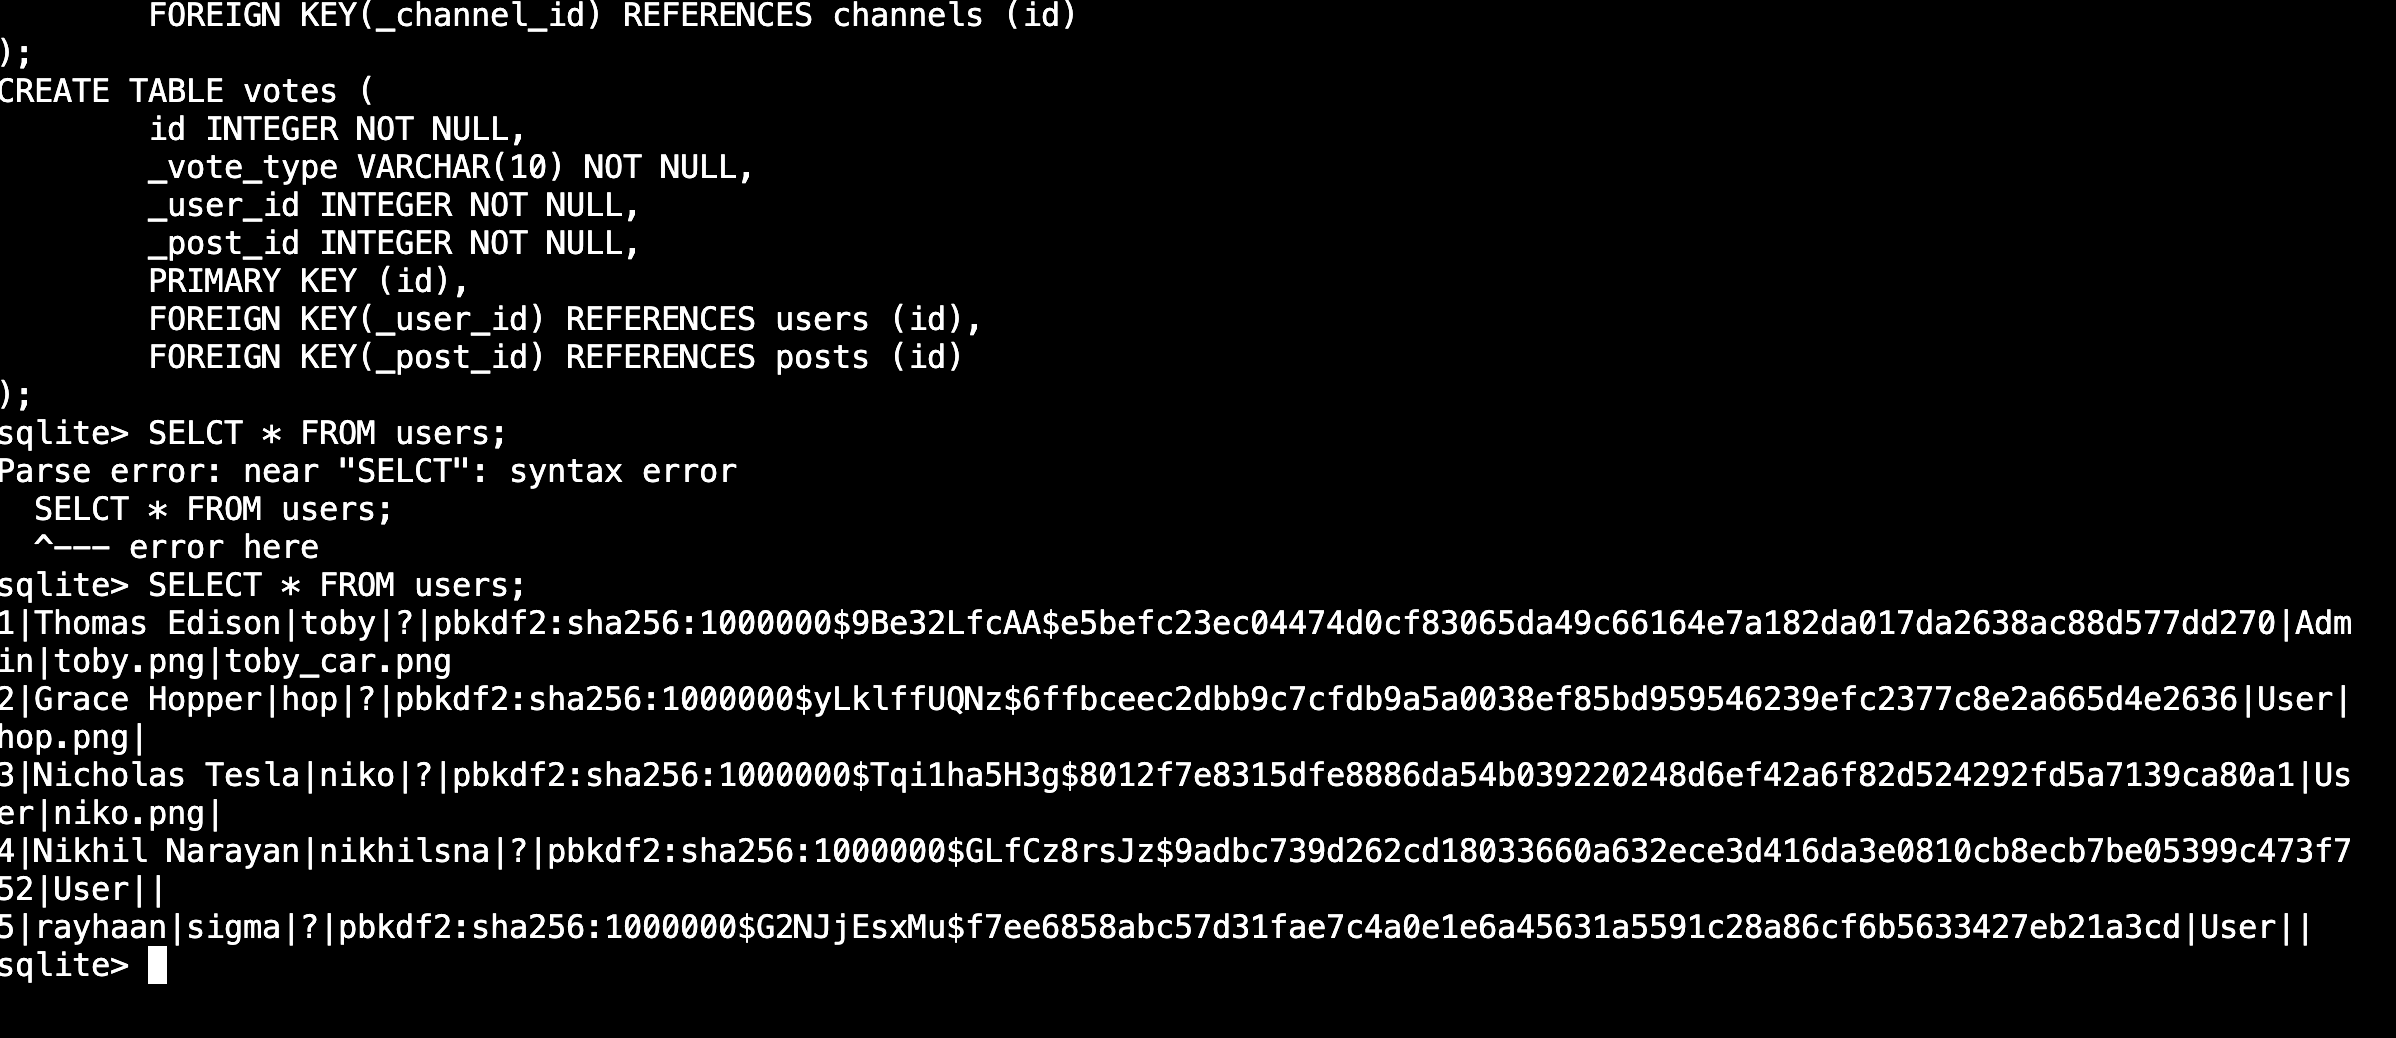 FOREIGN KEY(_channel_id) REFERENCES channels (id)
);
CREATE TABLE votes (
        id INTEGER NOT NULL,
        _vote_type VARCHAR(10) NOT NULL,
        _user_id INTEGER NOT NULL,
        _post_id INTEGER NOT NULL,
        PRIMARY KEY (id),
        FOREIGN KEY(_user_id) REFERENCES users (id),
        FOREIGN KEY(_post_id) REFERENCES posts (id)
);
sqlite> SELCT * FROM users;
Parse error: near "SELCT": syntax error
  SELCT * FROM users;
  ^--- error here
sqlite> SELECT * FROM users;
1|Thomas Edison|toby|?|pbkdf2:sha256:1000000$9Be32LfcAA$e5befc23ec04474d0cf83065da49c66164e7a182da017da2638ac88d577dd270|Adm
in|toby.png|toby_car.png
2|Grace Hopper|hop|?|pbkdf2:sha256:1000000$yLklffUQNz$6ffbceec2dbb9c7cfdb9a5a0038ef85bd959546239efc2377c8e2a665d4e2636|User|
hop.png|
3|Nicholas Tesla|niko|?|pbkdf2:sha256:1000000$Tqi1ha5H3g$8012f7e8315dfe8886da54b039220248d6ef42a6f82d524292fd5a7139ca80a1|Us
er|niko.png|
4|Nikhil Narayan|nikhilsna|?|pbkdf2:sha256:1000000$GLfCz8rsJz$9adbc739d262cd18033660a632ece3d416da3e0810cb8ecb7be05399c473f7
52|User||
5|rayhaan|sigma|?|pbkdf2:sha256:1000000$G2NJjEsxMu$f7ee6858abc57d31fae7c4a0e1e6a45631a5591c28a86cf6b5633427eb21a3cd|User||
sqlite>